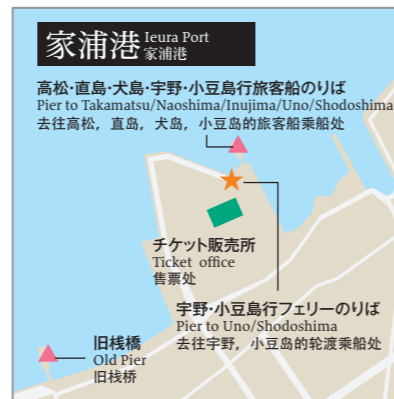 家浦港 Ieura Port
家浦港
高松・直島・犬島・宇野・小豆島行旅客船のりば
Pier to Takamatsu/Naoshima/Inujima/Uno/Shodoshima
去往高松，直岛，犬岛，小豆岛的旅客船乘船处
チケット販売所
Ticket office
售票处
宇野・小豆島行フェリーのりば
Pier to Uno/Shodoshima
去往宇野，小豆岛的轮渡乘船处
旧桟橋
Old Pier
旧栈桥